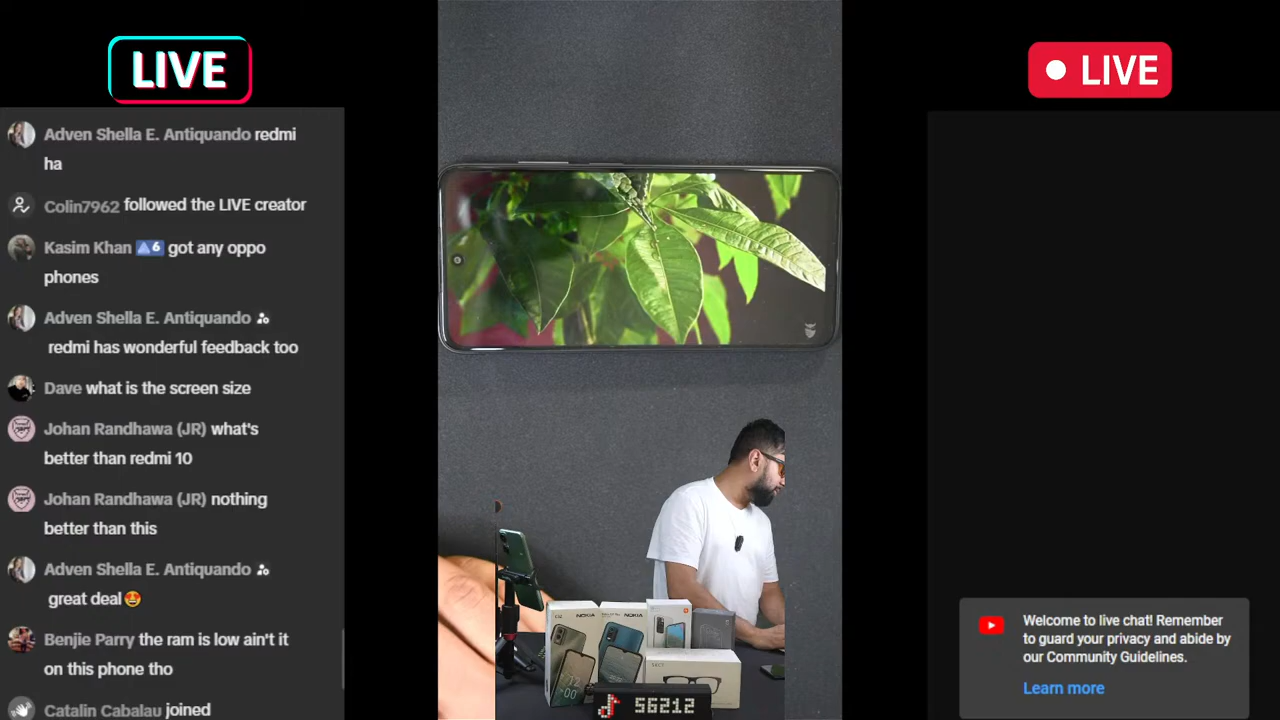 LIVE
Adven Shella E. Antiquando redmi
ha
Colin7962 followed the LIVE creator
Kasim Khan 6 got any oppo
phones
Adven Shella E. Antiquando
redmi has wonderful feedback too
Dave what is the screen size
Johan Randhawa (JR) what's
better than redmi 10
Johan Randhawa (JR) nothing
better than this
Adven Shella E. Antiquando
great deal😍
Benjie Parry the ram is low ain't it
on this phone tho
Catalin Cabalau joined
NOKIA
NOKIA
56212
LIVE
Welcome to live chat! Remember
to guard your privacy and abide by
our Community Guidelines.
Learn more